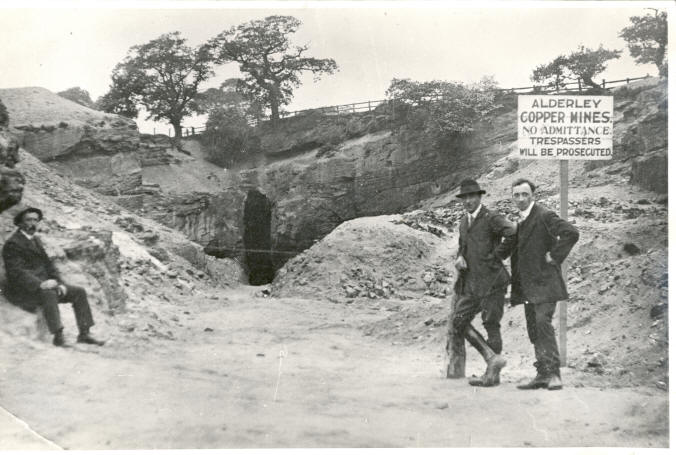 ALDERLEY
COPPER MINES.
NO ADMITTANCE.
TRESPASSERS
WILL BE PROSECUTED.